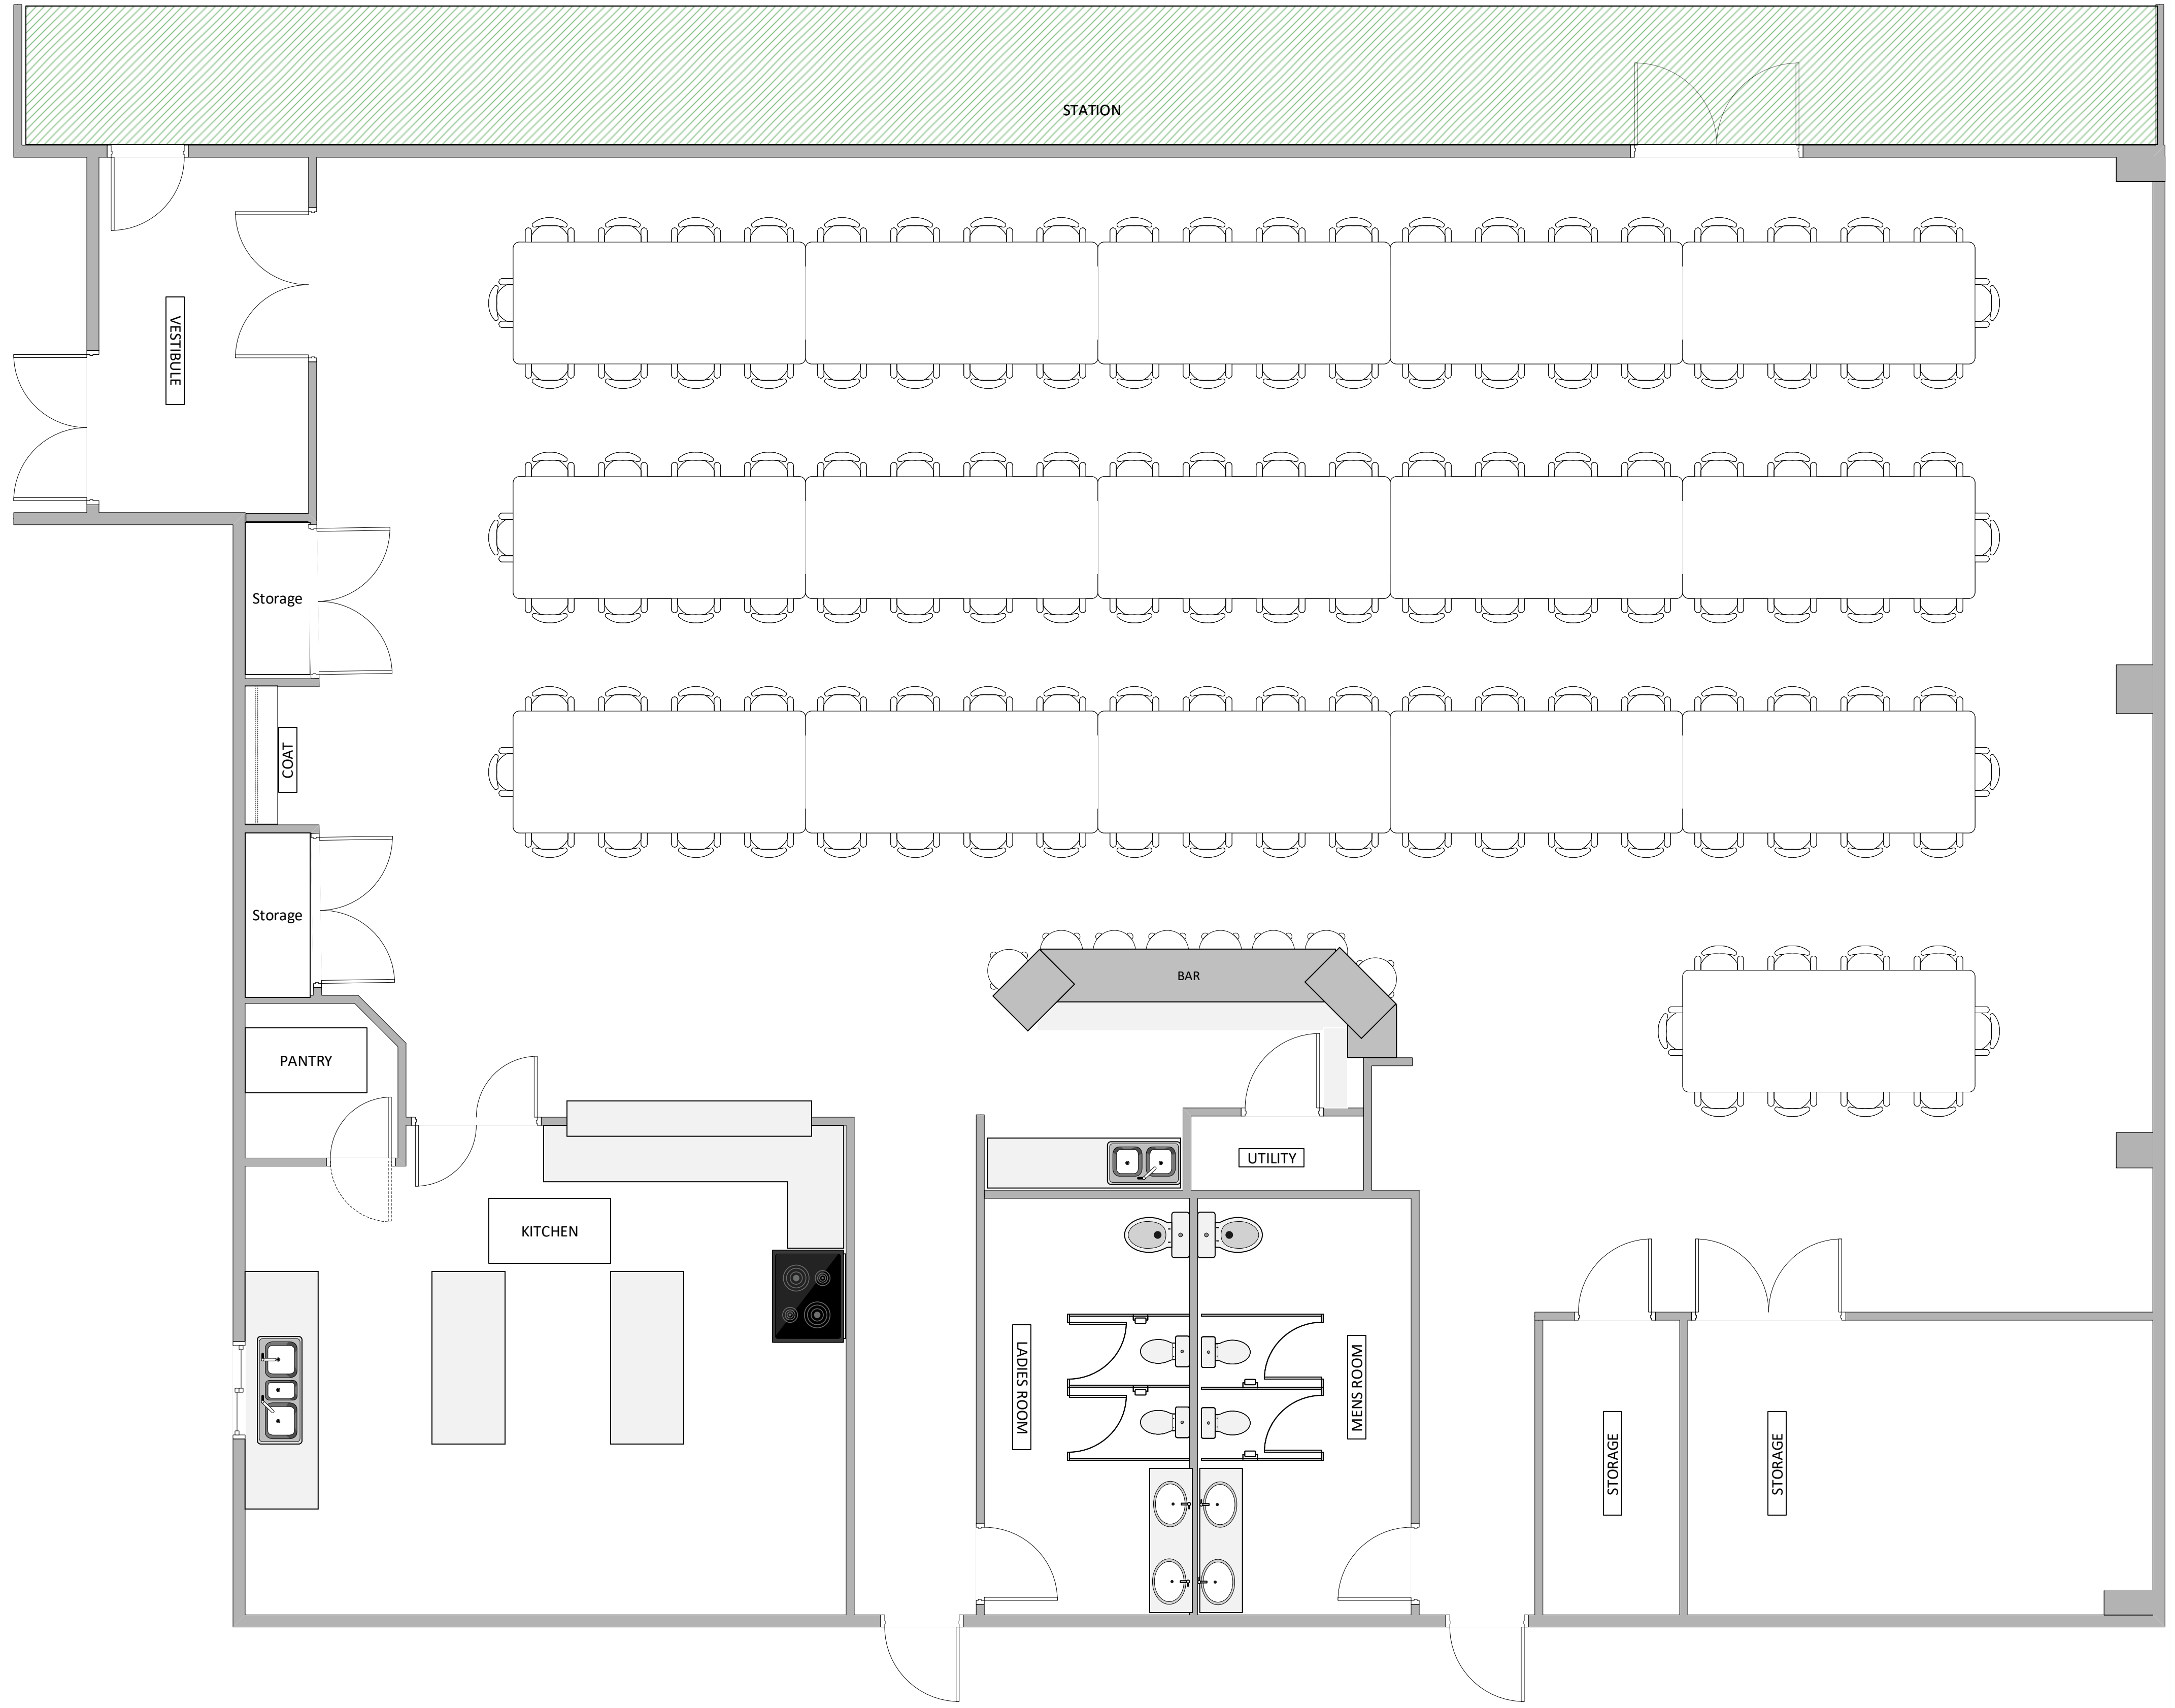 STATION
VESTIBULE
Storage
COAT
Storage
BAR
PANTRY
UTILITY
KITCHEN
LADIES ROOM
MENS ROOM
STORAGE
STORAGE